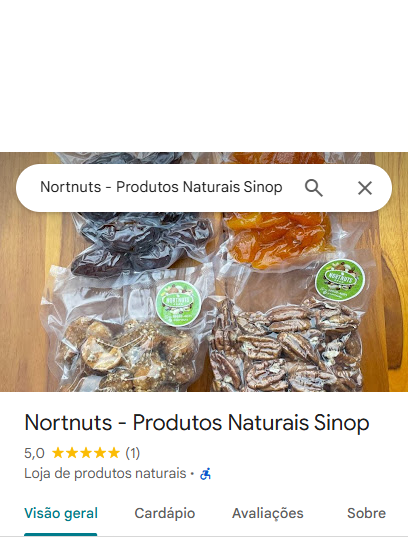 Nortnuts - Produtos Naturais Sinop
NORTNUTS
NORTNUTS
Nortnuts - Produtos Naturais Sinop
5,0 (1)
Loja de produtos naturais ·
Visão geral Cardápio Avaliações Sobre